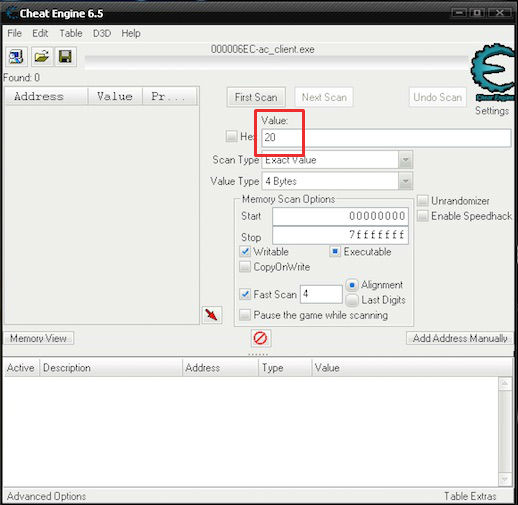 Cheat Engine 6.5
File Edit Table D3D Help
000006EC-ac_client.exe
Found: 0
Address Value Pr...
First Scan Next Scan Undo Scan
Cheat Engine
Settings
Value:
Hex 20
Scan Type Exact Value
Value Type 4 Bytes
Memory Scan Options
Unrandomizer
Start 00000000
Enable Speedhack
Stop 7fffffff
Writable Executable
CopyOnWrite
Fast Scan 4 Alignment
Last Digits
Pause the game while scanning
Memory View Add Address Manually
Active Description Address Type Value
Advanced Options Table Extras